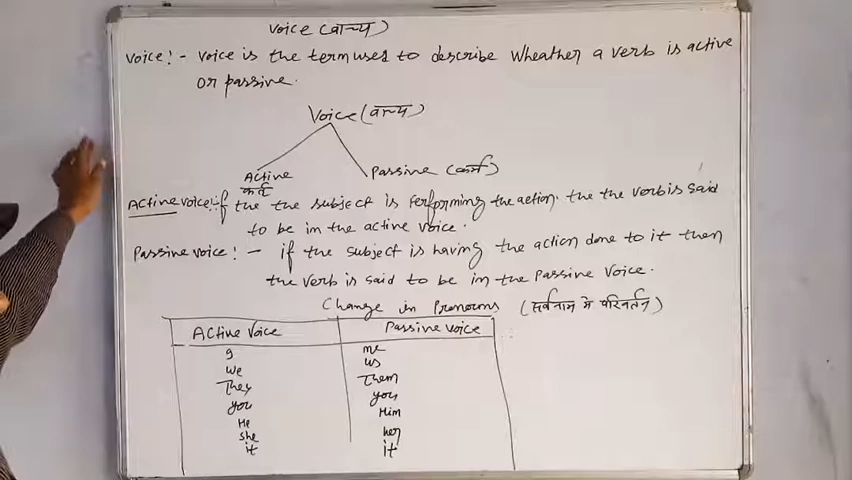 Voice (वाच्य)
Voice:- Voice is the term used to describe wheather a verb is active
or passive.
Voice (वाच्य)
Active Passive (कर्म)
कर्तृ
Active voice:- if the the subject is ferforming the action. the the verb is said
to be in the active voice.
Passive voice:- if the subject is having the action done to it then
the verb is said to be in the Passive Voice.
Change in Pronouns (सर्वनाम मे परिवर्तन)
Active Voice Passive voice
I me
we us
They Them
you you
He Him
she her
it it